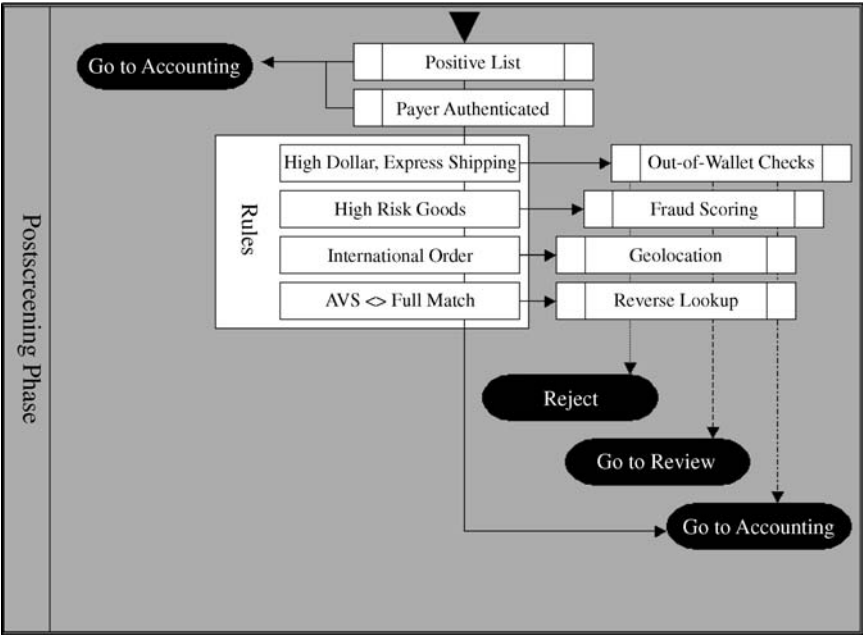 Postscreening Phase
Go to Accounting
Positive List
Payer Authenticated
Rules
High Dollar, Express Shipping
Out-of-Wallet Checks
High Risk Goods
Fraud Scoring
International Order
Geolocation
AVS <> Full Match
Reverse Lookup
Reject
Go to Review
Go to Accounting